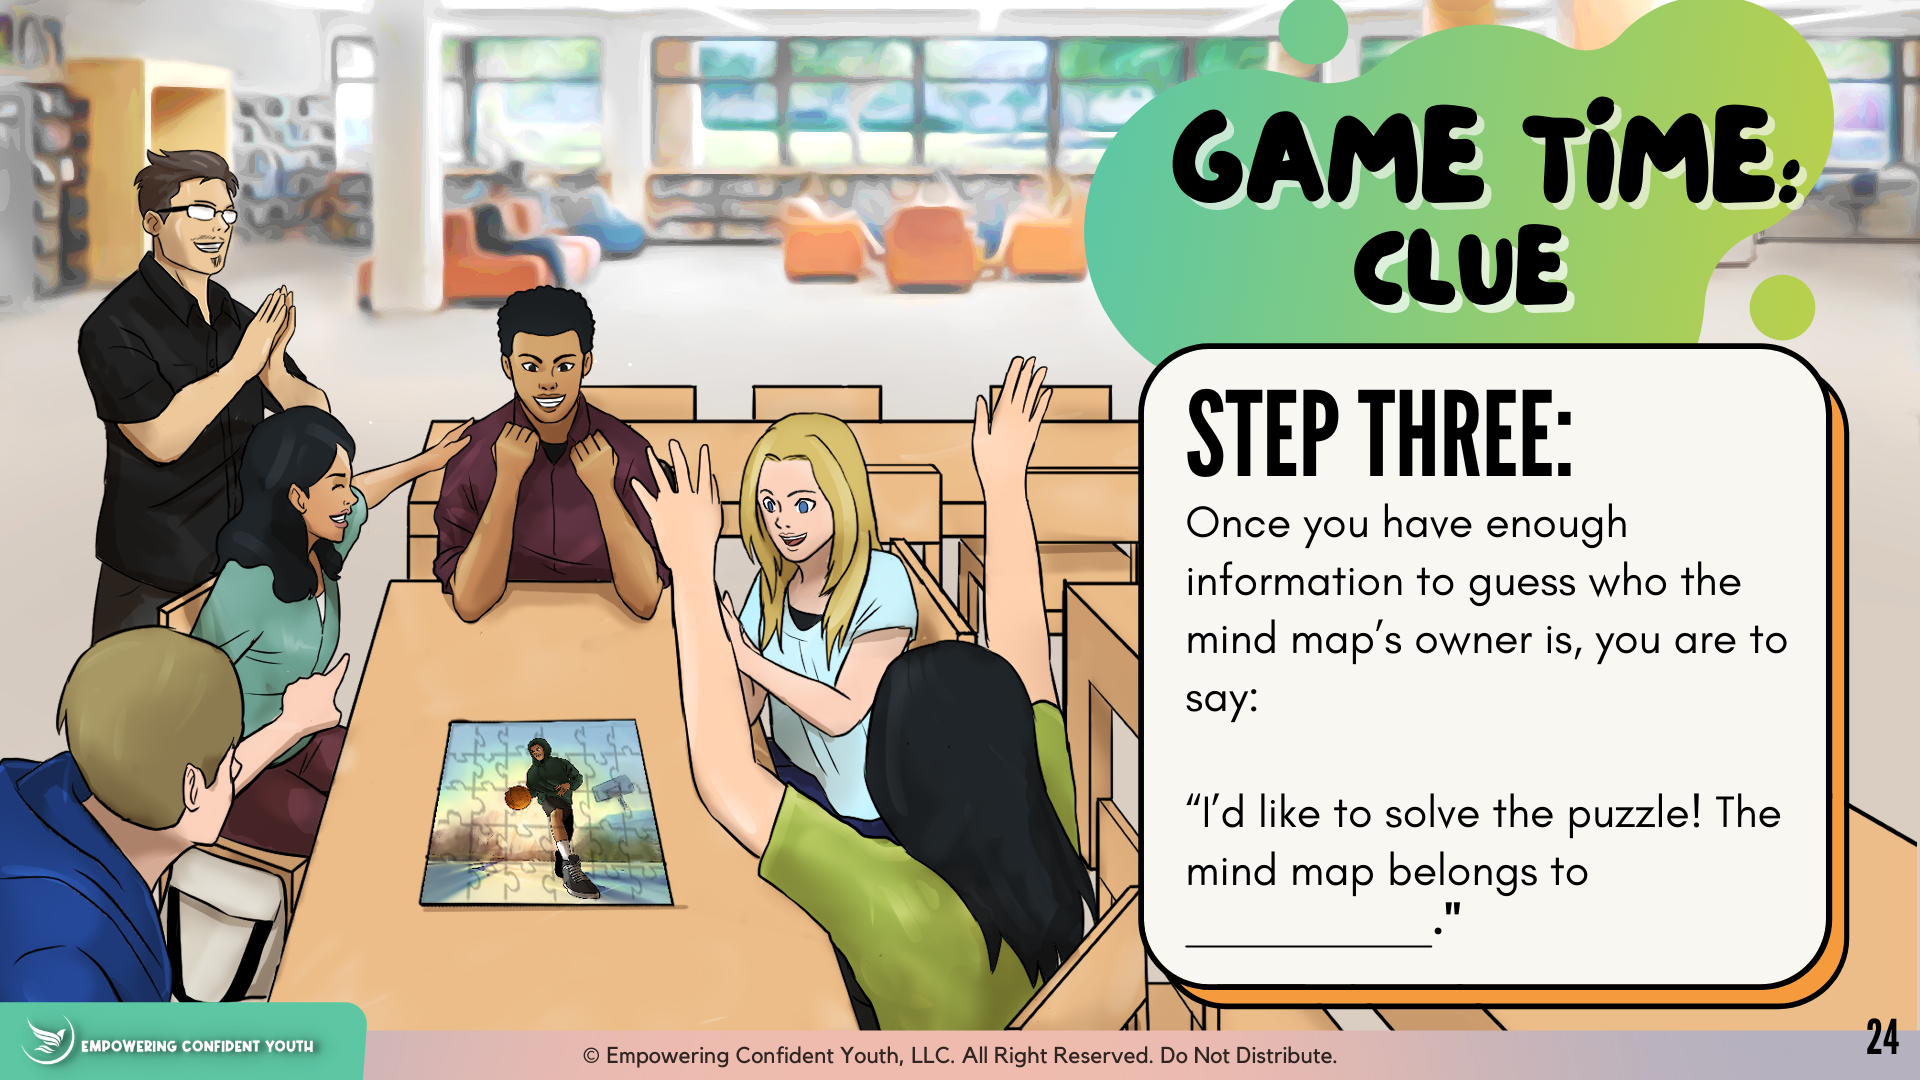 GAME TiME:
CLUE
STEP THREE:
Once you have enough
information to guess who the
mind map’s owner is, you are to
say:
“I’d like to solve the puzzle! The
mind map belongs to
____________."
EMPOWERING CONFIDENT YOUTH
© Empowering Confident Youth, LLC. All Right Reserved. Do Not Distribute.
24